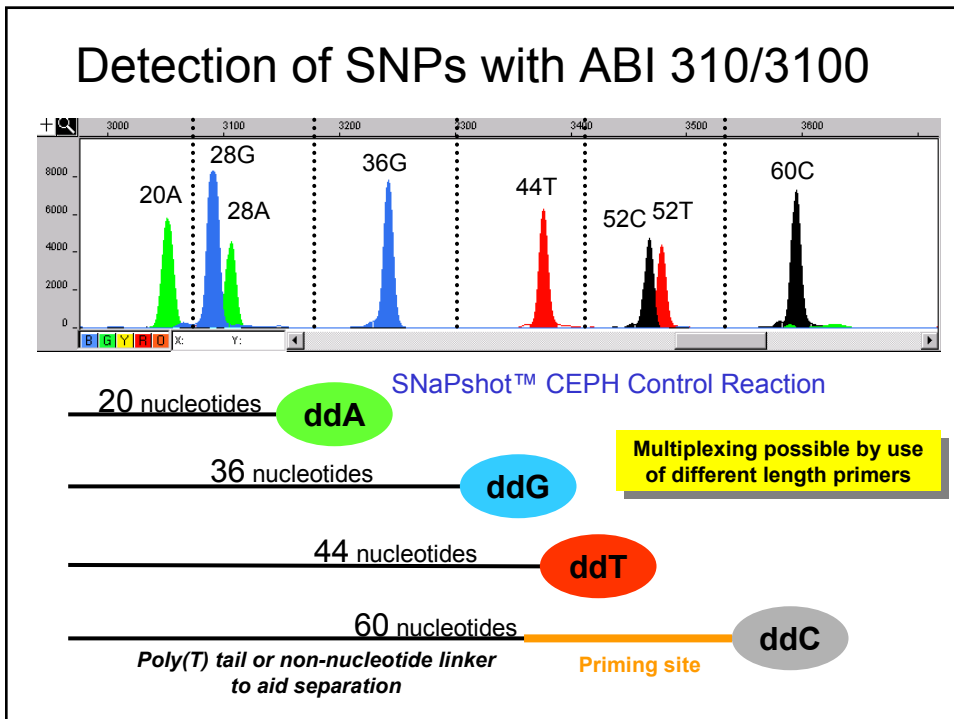 Detection of SNPs with ABI 310/3100
3000 3100 3200 3300 3400 3500 3600
8000
6000
4000
2000
0
20A 28G 28A 36G 44T 52C 52T 60C
B G Y R O X: Y:
SNaPshot™ CEPH Control Reaction
20 nucleotides ddA
Multiplexing possible by use
of different length primers
36 nucleotides ddG
44 nucleotides ddT
60 nucleotides ddC
Poly(T) tail or non-nucleotide linker
to aid separation
Priming site